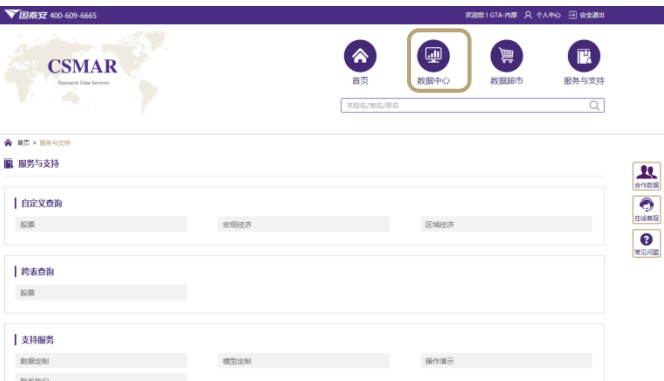 国泰安 400-609-6665
欢迎您！GTA-内部 个人中心 安全退出
CSMAR
Research Data Services
首页 数据中心 数据超市 服务与支持
字段名/表名/库名
首页 > 服务与支持
服务与支持
合作数据
在线客服
常见问题
自定义查询
股票 宏观经济 区域经济
跨表查询
股票
支持服务
数据定制 模型定制 操作演示